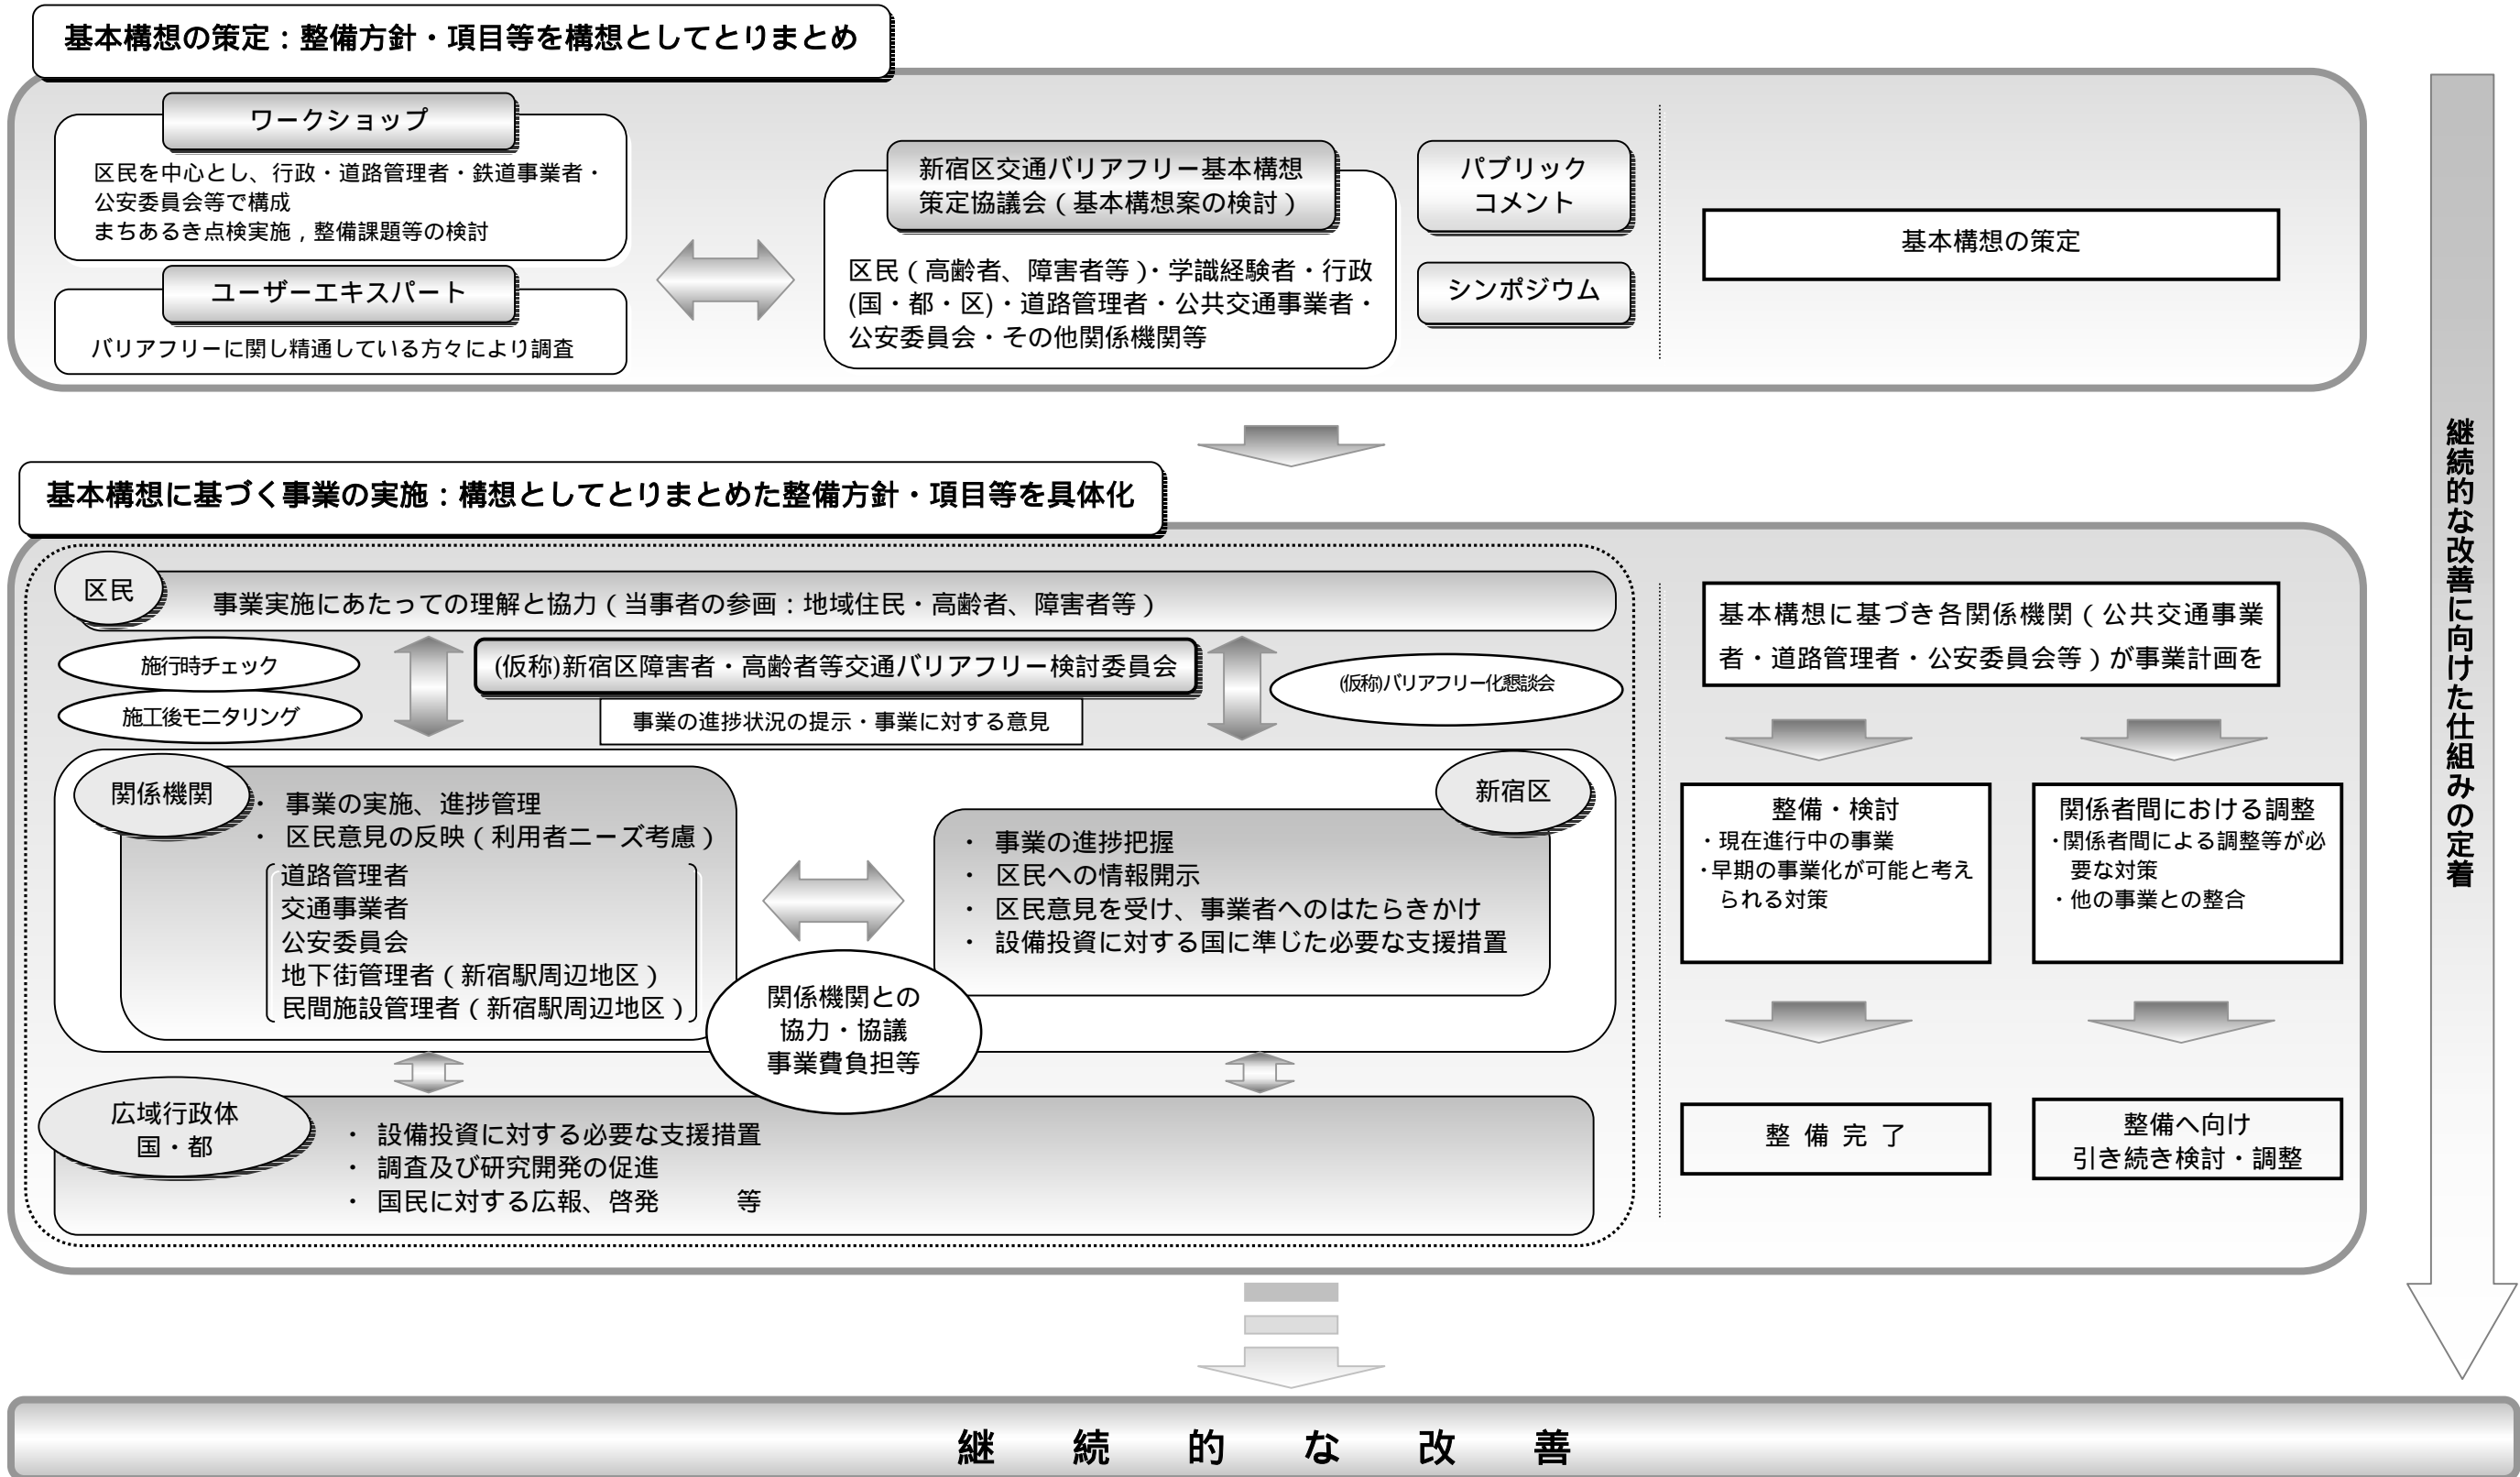 基本構想の策定：整備方針・項目等を構想としてとりまとめ
ワークショップ
区民を中心とし、行政・道路管理者・鉄道事業者・
公安委員会等で構成
まちあるき点検実施，整備課題等の検討
ユーザーエキスパート
バリアフリーに関し精通している方々により調査
新宿区交通バリアフリー基本構想
策定協議会（基本構想案の検討）
区民（高齢者、障害者等）・学識経験者・行政
(国・都・区)・道路管理者・公共交通事業者・
公安委員会・その他関係機関等
パブリック
コメント
シンポジウム
基本構想の策定
基本構想に基づく事業の実施：構想としてとりまとめた整備方針・項目等を具体化
区民
事業実施にあたっての理解と協力（当事者の参画：地域住民・高齢者、障害者等）
施行時チェック
施工後モニタリング
(仮称)新宿区障害者・高齢者等交通バリアフリー検討委員会
事業の進捗状況の提示・事業に対する意見
(仮称)バリアフリー化懇談会
関係機関
・ 事業の実施、進捗管理
・ 区民意見の反映（利用者ニーズ考慮）
道路管理者
交通事業者
公安委員会
地下街管理者（新宿駅周辺地区）
民間施設管理者（新宿駅周辺地区）
新宿区
・ 事業の進捗把握
・ 区民への情報開示
・ 区民意見を受け、事業者へのはたらきかけ
・ 設備投資に対する国に準じた必要な支援措置
関係機関との
協力・協議
事業費負担等
広域行政体
国・都
・ 設備投資に対する必要な支援措置
・ 調査及び研究開発の促進
・ 国民に対する広報、啓発　　　等
基本構想に基づき各関係機関（公共交通事業
者・道路管理者・公安委員会等）が事業計画を
整備・検討
・現在進行中の事業
・早期の事業化が可能と考え
られる対策
関係者間における調整
・関係者間による調整等が必
要な対策
・他の事業との整合
整 備 完 了
整備へ向け
引き続き検討・調整
継続的な改善に向けた仕組みの定着
継　続　的　な　改　善